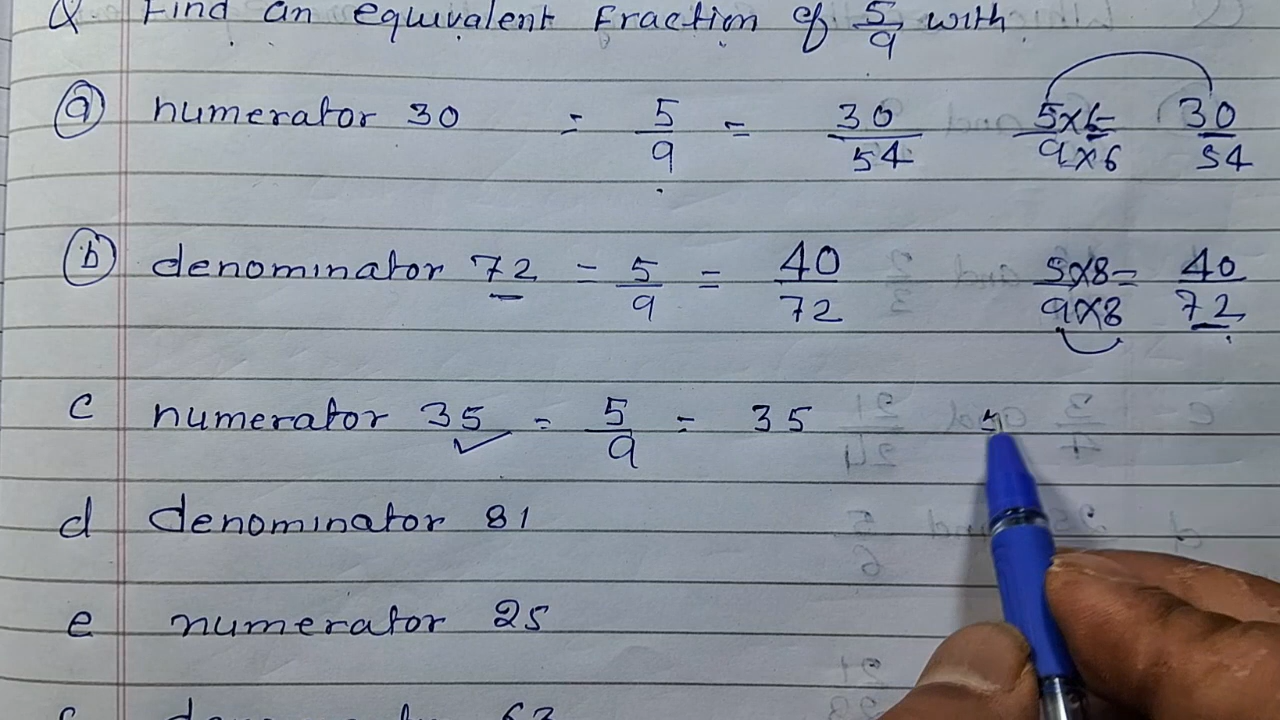 Q Find an equivalent Fraction of 5/9 with
a numerator 30 = 5/9 = 30/54 5×6/9×6 = 30/54
b denominator 72 = 5/9 = 40/72 5×8/9×8 = 40/72
c numerator 35 = 5/9 = 35 5
d denominator 81
e numerator 25
63